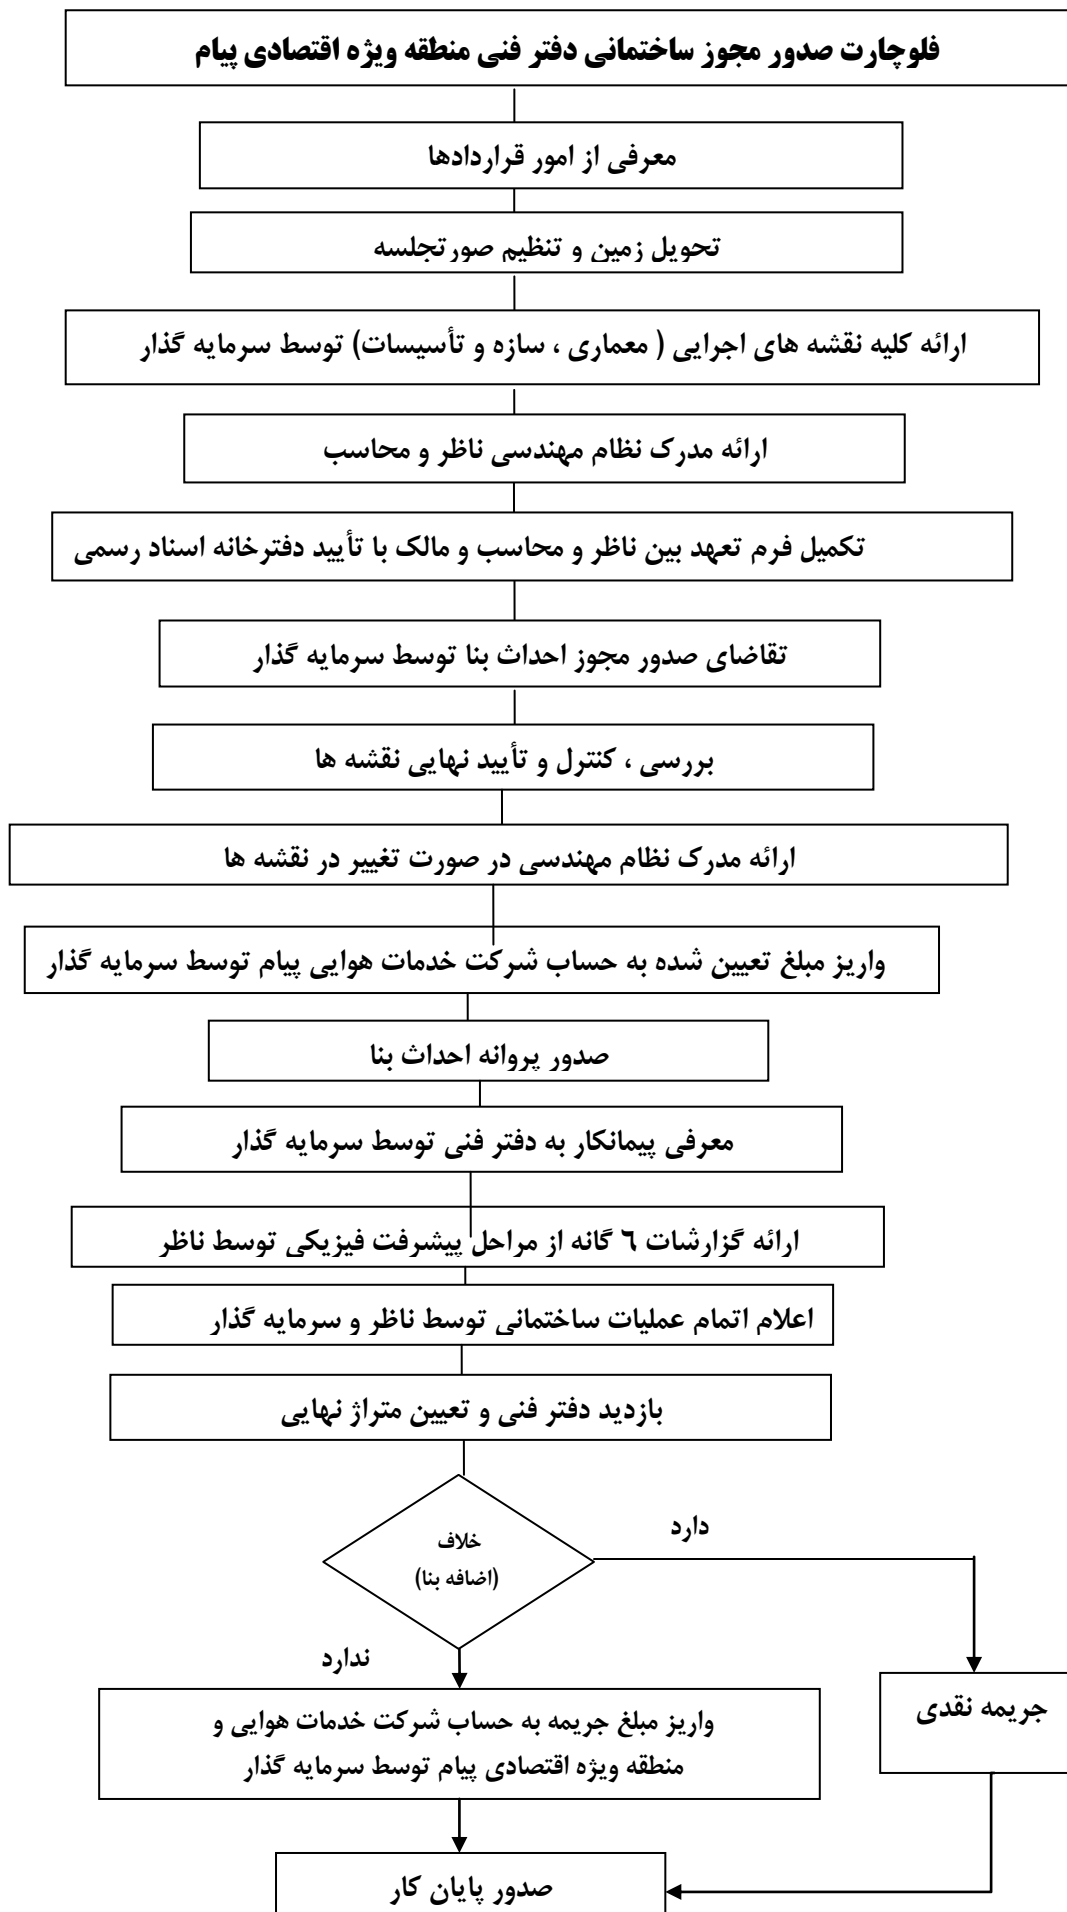 فلوچارت صدور مجوز ساختمانی دفتر فنی منطقه ویژه اقتصادی پیام
معرفی از امور قراردادها
تحویل زمین و تنظیم صورتجلسه
ارائه کلیه نقشه های اجرایی ( معماری ، سازه و تأسیسات) توسط سرمایه گذار
ارائه مدرک نظام مهندسی ناظر و محاسب
تکمیل فرم تعهد بین ناظر و محاسب و مالک با تأیید دفترخانه اسناد رسمی
تقاضای صدور مجوز احداث بنا توسط سرمایه گذار
بررسی ، کنترل و تأیید نهایی نقشه ها
ارائه مدرک نظام مهندسی در صورت تغییر در نقشه ها
واریز مبلغ تعیین شده به حساب شرکت خدمات هوایی پیام توسط سرمایه گذار
صدور پروانه احداث بنا
معرفی پیمانکار به دفتر فنی توسط سرمایه گذار
ارائه گزارشات ٦ گانه از مراحل پیشرفت فیزیکی توسط ناظر
اعلام اتمام عملیات ساختمانی توسط ناظر و سرمایه گذار
بازدید دفتر فنی و تعیین متراژ نهایی
خلاف
(اضافه بنا)
دارد
ندارد
جریمه نقدی
واریز مبلغ جریمه به حساب شرکت خدمات هوایی و
منطقه ویژه اقتصادی پیام توسط سرمایه گذار
صدور پایان کار